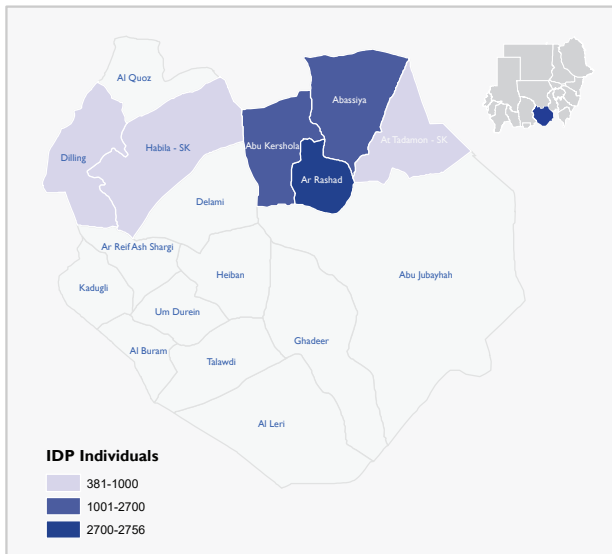 Al Quoz
Abassiya
Dilling
Habila - SK
Abu Kershola
At Tadamon - SK
Ar Rashad
Delami
Ar Reif Ash Shargi
Heiban
Abu Jubayhah
Kadugli
Um Durein
Ghadeer
Al Buram
Talawdi
Al Leri
IDP Individuals
381-1000
1001-2700
2700-2756